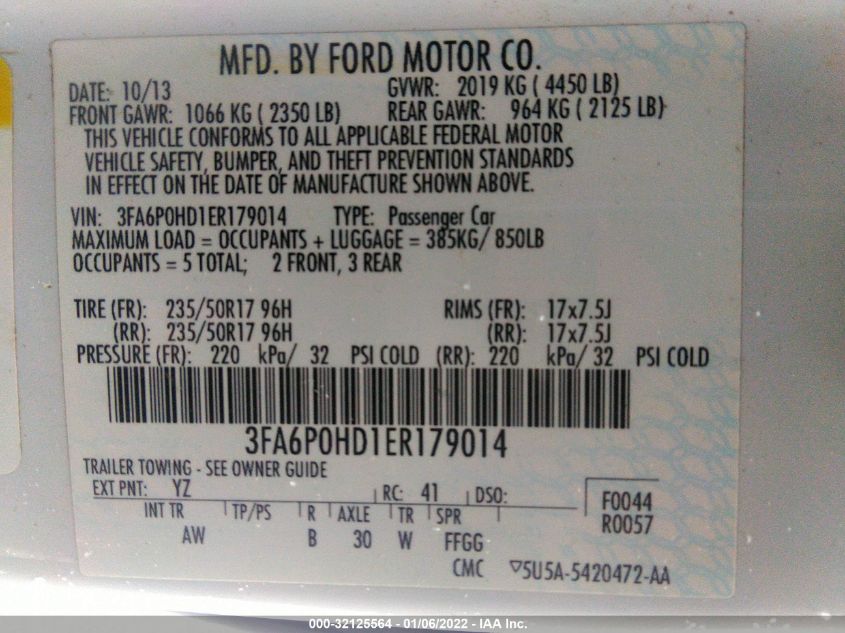 MFD. BY FORD MOTOR CO.
DATE: 10/13 GVWR: 2019 KG ( 4450 LB)
FRONT GAWR: 1066 KG ( 2350 LB) REAR GAWR: 964 KG ( 2125 LB)
THIS VEHICLE CONFORMS TO ALL APPLICABLE FEDERAL MOTOR
VEHICLE SAFETY, BUMPER, AND THEFT PREVENTION STANDARDS
IN EFFECT ON THE DATE OF MANUFACTURE SHOWN ABOVE.
VIN: 3FA6P0HD1ER179014 TYPE: Passenger Car
MAXIMUM LOAD = OCCUPANTS + LUGGAGE = 385KG/ 850LB
OCCUPANTS = 5 TOTAL; 2 FRONT, 3 REAR
TIRE (FR): 235/50R17 96H RIMS (FR): 17x7.5J
(RR): 235/50R17 96H (RR): 17x7.5J
PRESSURE (FR): 220 kPa/ 32 PSI COLD (RR): 220 kPa/ 32 PSI COLD
3FA6P0HD1ER179014
TRAILER TOWING - SEE OWNER GUIDE
EXT PNT: YZ RC: 41 DSO: F0044
INT TR TP/PS R AXLE TR SPR R0057
AW B 30 W FFGG
CMC ▽5U5A-5420472-AA
000-32125564 - 01/06/2022 - IAA Inc.